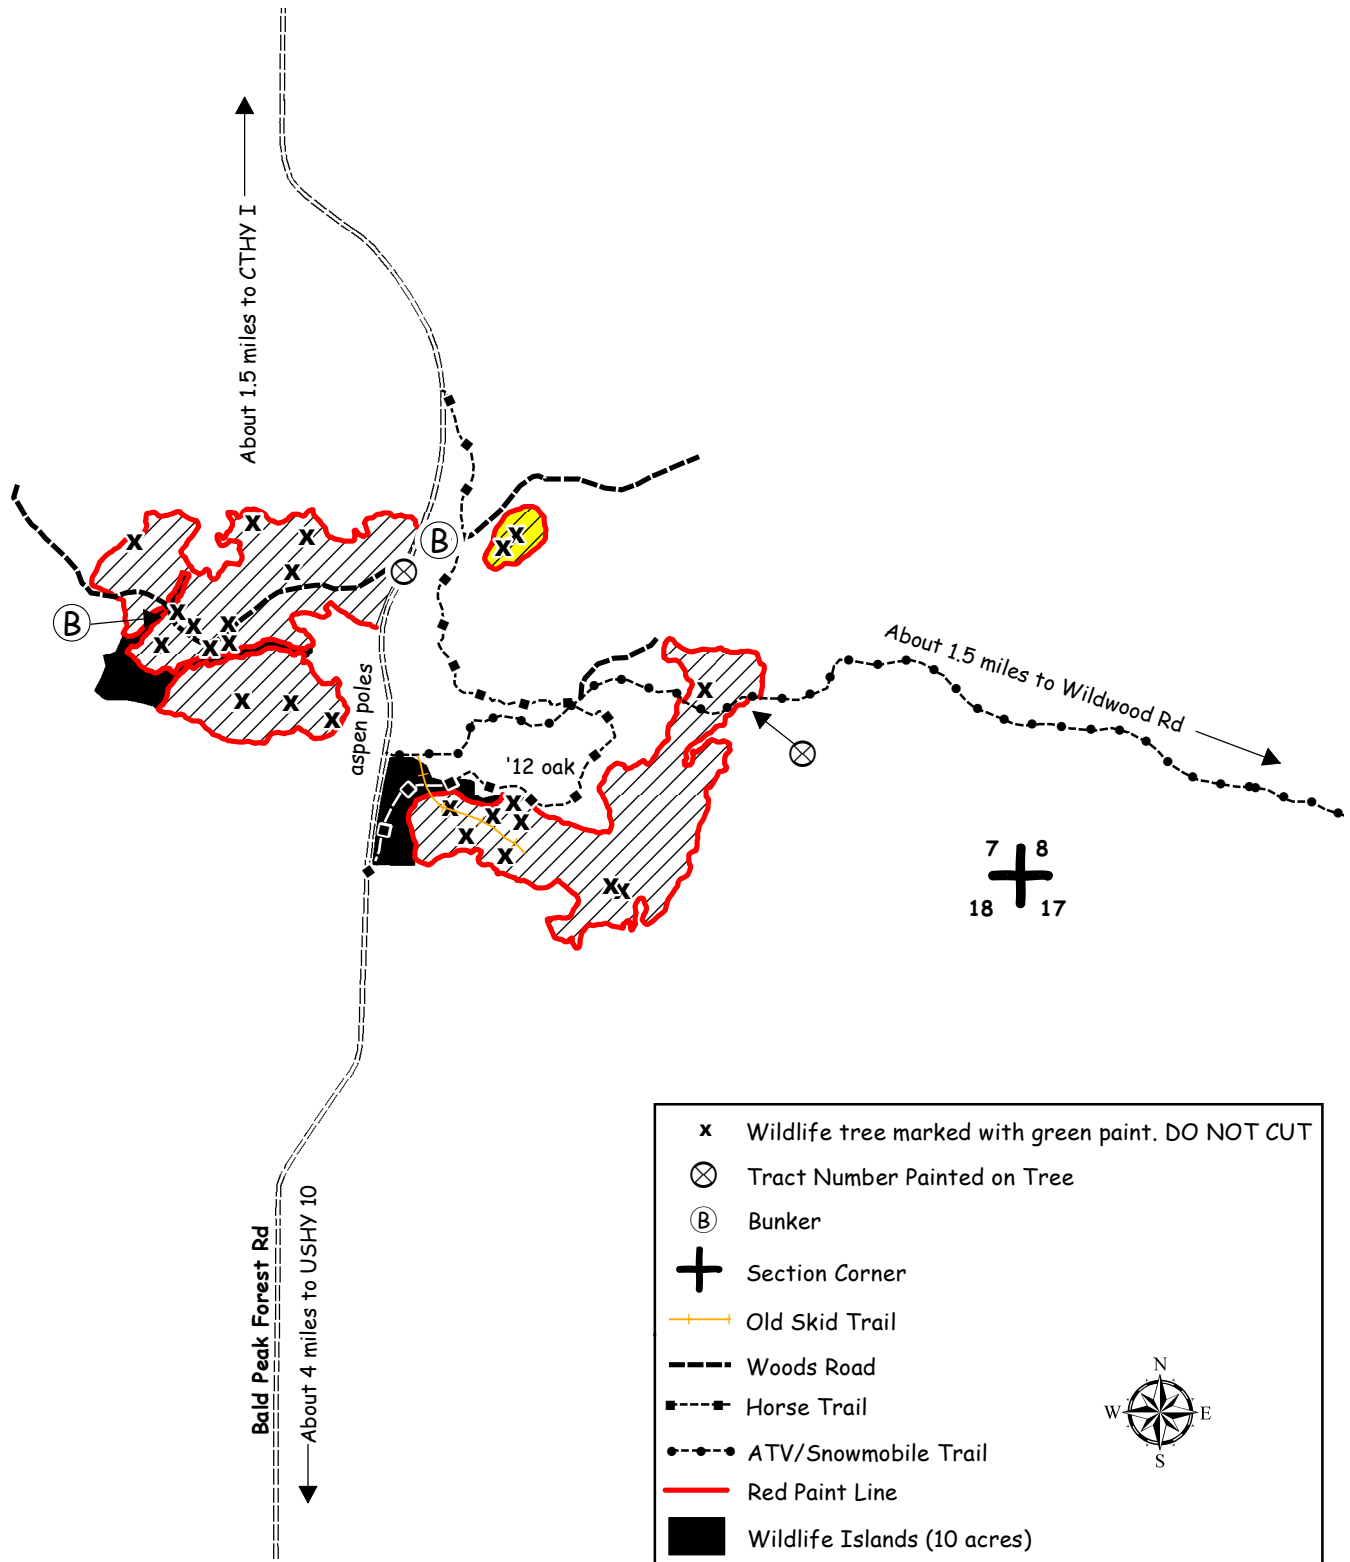 About 1.5 miles to CTHY I
B
B
aspen poles
'12 oak
About 1.5 miles to Wildwood Rd
7 8
18 17
Bald Peak Forest Rd
About 4 miles to USHY 10
x Wildlife tree marked with green paint. DO NOT CUT
Tract Number Painted on Tree
B Bunker
Section Corner
Old Skid Trail
Woods Road
Horse Trail
ATV/Snowmobile Trail
Red Paint Line
Wildlife Islands (10 acres)
N
W E
S